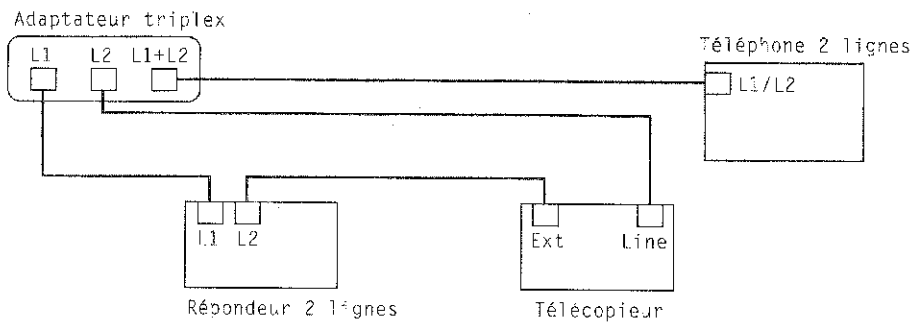 Adaptateur triplex
L1 L2 L1+L2
Téléphone 2 lignes
L1/L2
L1 L2
Ext Line
Répondeur 2 lignes
Télécopieur